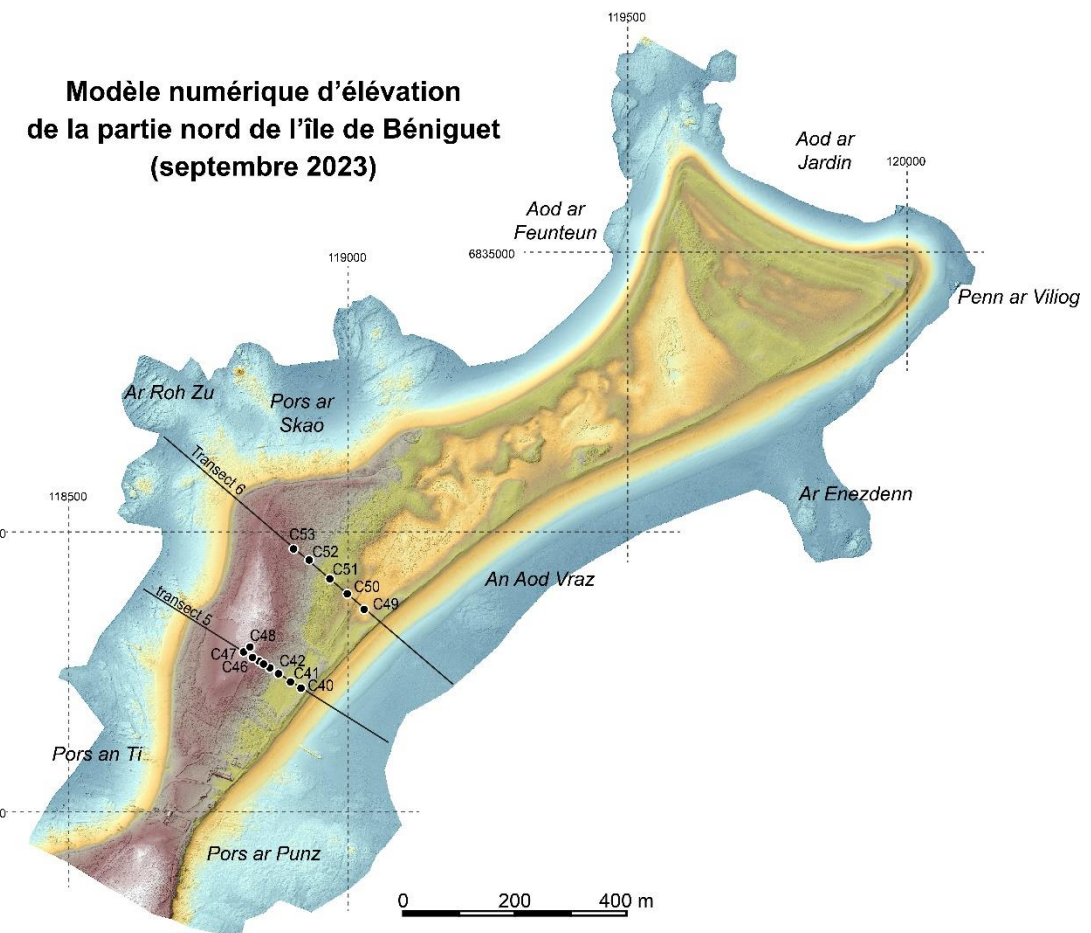 Modèle numérique d'élévation
de la partie nord de l'île de Béniguet
(septembre 2023)
119500
Aod ar
Jardin
120000
Aod ar
Feunteun
6835000
119000
Penn ar Viliog
Ar Roh Zu
Pors ar
Skao
Transect 6
118500
Ar Enezdenn
0
C53
C52
C51
An Aod Vraz
C50
C49
transect 5
C48
C47
C46
C42
C41
C40
Pors an Ti
0
Pors ar Punz
0 200 400 m